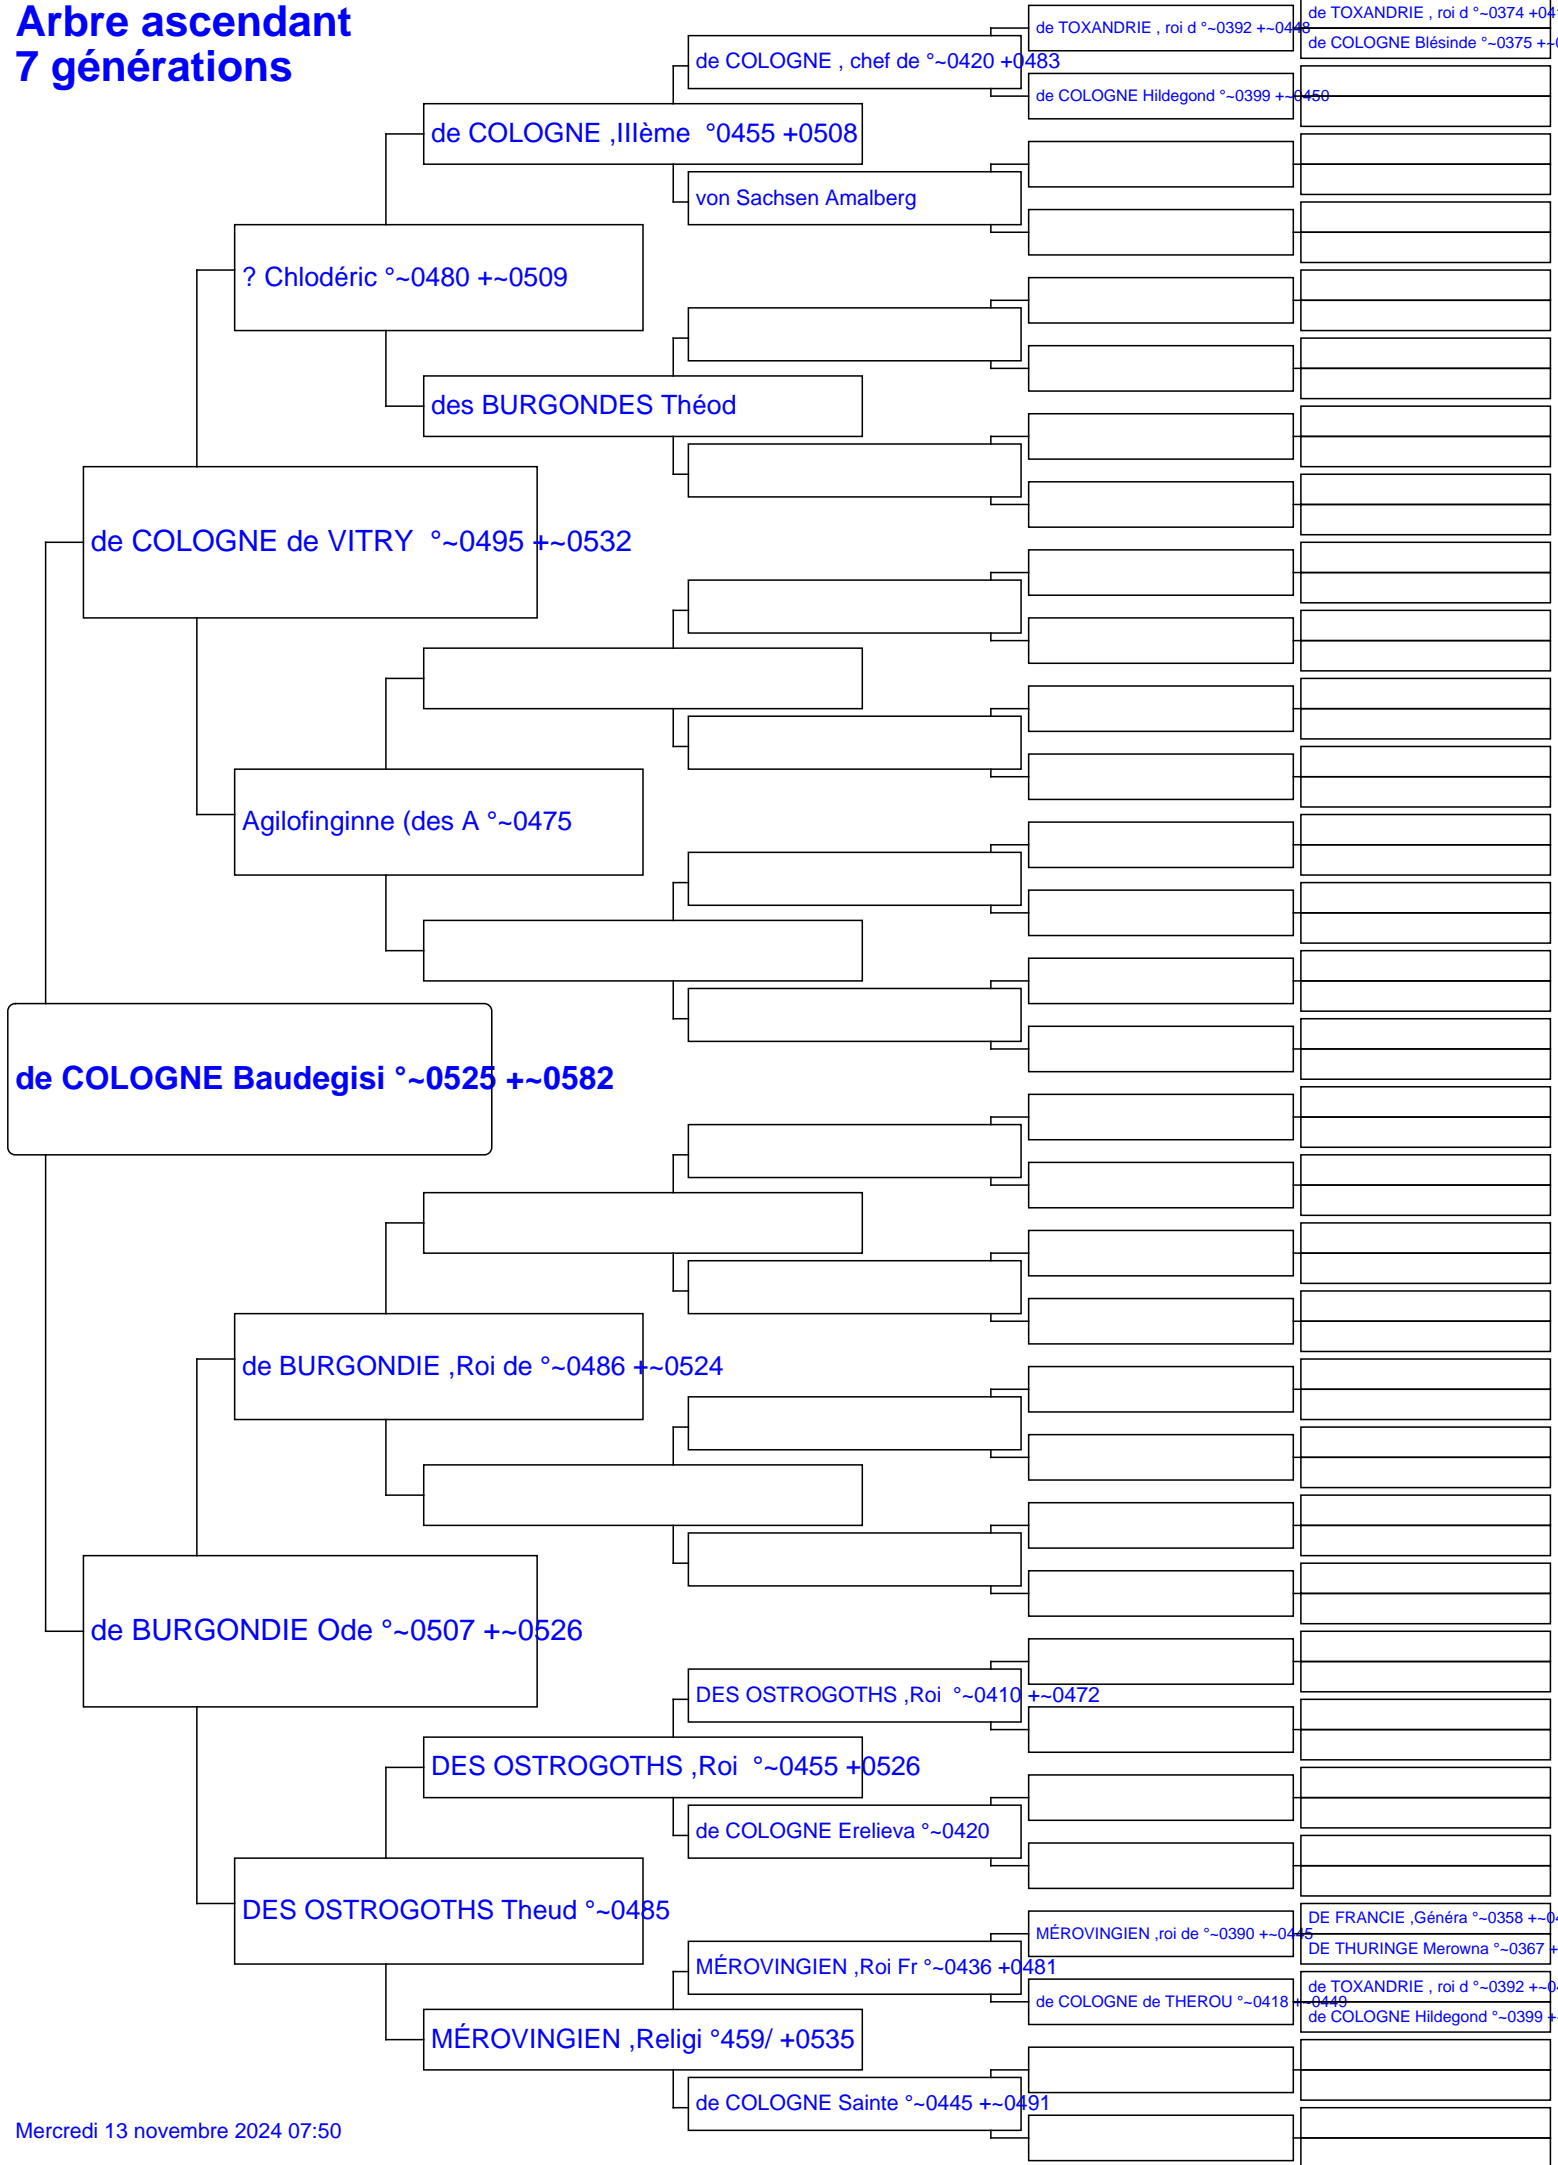 Arbre ascendant
7 générations
de TOXANDRIE , roi d °~0374
de TOXANDRIE , roi d °~0392 +~0448
de COLOGNE Blésinde °~0375
de COLOGNE , chef de °~0420 +0483
de COLOGNE Hildegond °~0399 +~0450
de COLOGNE ,IIIème  °0455 +0508
von Sachsen Amalberg
? Chlodéric °~0480 +~0509
des BURGONDES Théod
de COLOGNE de VITRY  °~0495 +~0532
Agilofinginne (des A °~0475
de COLOGNE Baudegisi °~0525 +~0582
de BURGONDIE ,Roi de °~0486 +~0524
de BURGONDIE Ode °~0507 +~0526
DES OSTROGOTHS ,Roi  °~0410 +~0472
DES OSTROGOTHS ,Roi  °~0455 +0526
de COLOGNE Erelieva °~0420
DES OSTROGOTHS Theud °~0485
DE FRANCIE ,Généra °~0358
MÉROVINGIEN ,roi de °~0390 +~0445
DE THURINGE Merowna °~0367 +
MÉROVINGIEN ,Roi Fr °~0436 +0481
de TOXANDRIE , roi d °~0392
de COLOGNE de THEROU °~0418 +~0449
de COLOGNE Hildegond °~0399 +
MÉROVINGIEN ,Religi °459/ +0535
de COLOGNE Sainte °~0445 +~0491
Mercredi 13 novembre 2024 07:50